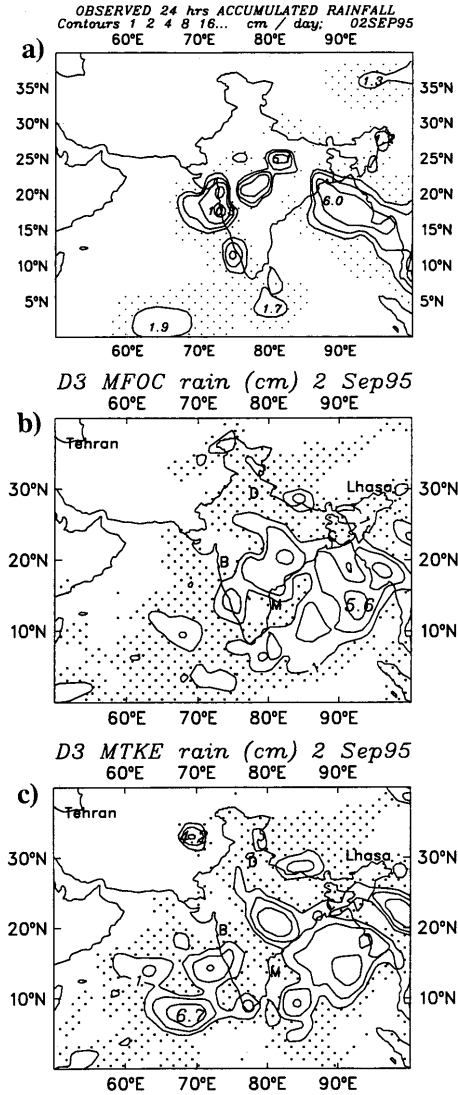 OBSERVED 24 hrs ACCUMULATED RAINFALL
Contours 1 2 4 8 16... cm / day; 02SEP95
60°E 70°E 80°E 90°E
a)
35°N 35°N
30°N 30°N
25°N 25°N
20°N 20°N
15°N 15°N
10°N 10°N
5°N 5°N
1.3
6.0
1.7
1.9
60°E 70°E 80°E 90°E
D3 MFOC rain (cm) 2 Sep95
60°E 70°E 80°E 90°E
b)
Tehran
Lhasa
D
S
C
B
M
5.6
1
30°N 30°N
20°N 20°N
10°N 10°N
60°E 70°E 80°E 90°E
D3 MTKE rain (cm) 2 Sep95
60°E 70°E 80°E 90°E
c)
Tehran
4.2
Lhasa
D
S
B
M
1
6.7
30°N 30°N
20°N 20°N
10°N 10°N
60°E 70°E 80°E 90°E